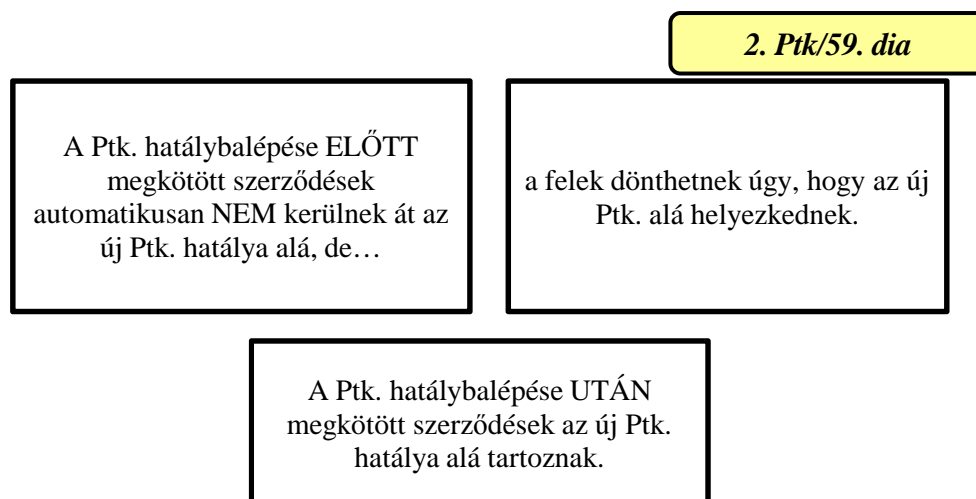 2. Ptk/59. dia
A Ptk. hatálybalépése ELŐTT
megkötött szerződések
automatikusan NEM kerülnek át az
új Ptk. hatálya alá, de…
a felek dönthetnek úgy, hogy az új
Ptk. alá helyezkednek.
A Ptk. hatálybalépése UTÁN
megkötött szerződések az új Ptk.
hatálya alá tartoznak.